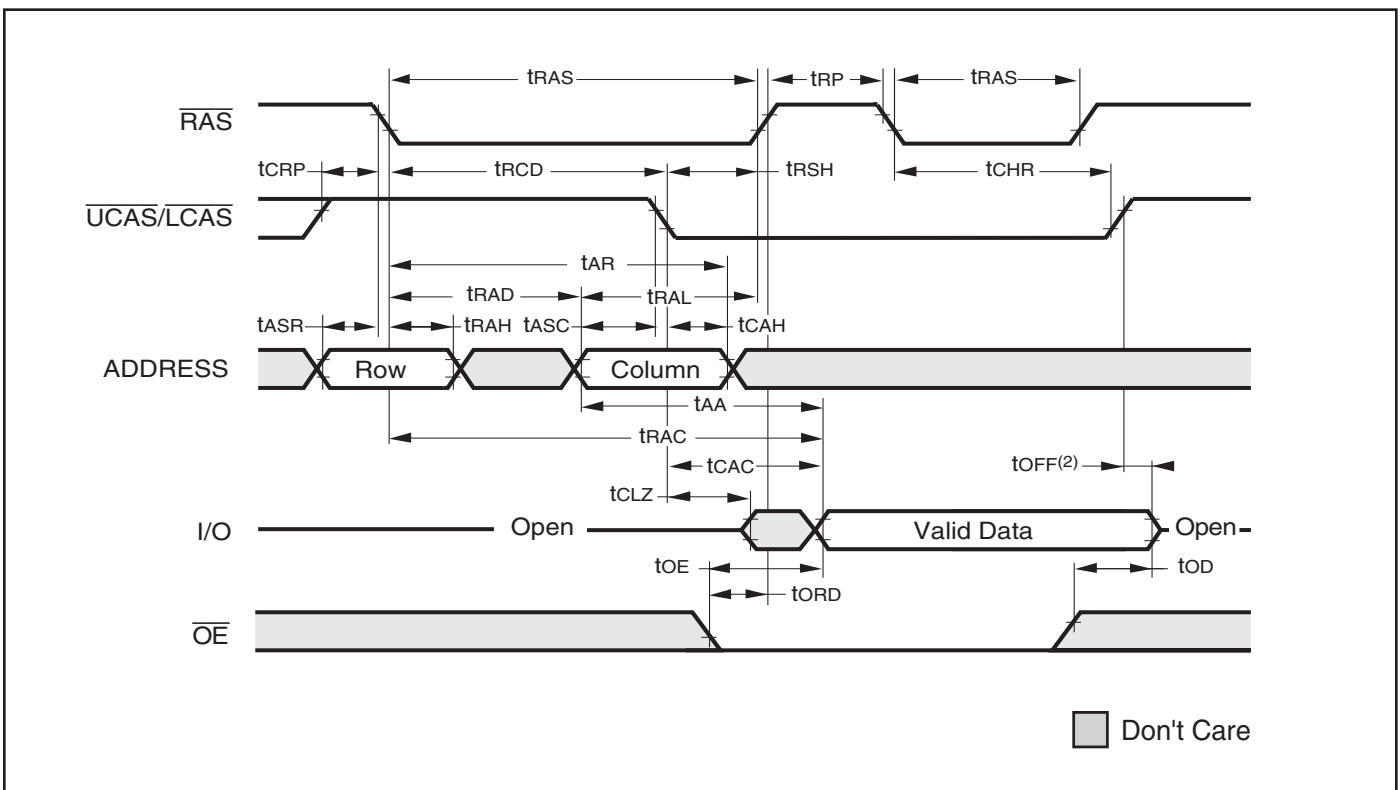 tRAS tRP tRAS
RAS
tCRP tRCD tRSH tCHR
UCAS/LCAS
tAR
tRAD tRAL
tASR tRAH tASC tCAH
ADDRESS Row Column
tAA
tRAC
tCAC tOFF(2)
tCLZ
I/O Open Valid Data Open
tOE tOD
tORD
OE
Don't Care